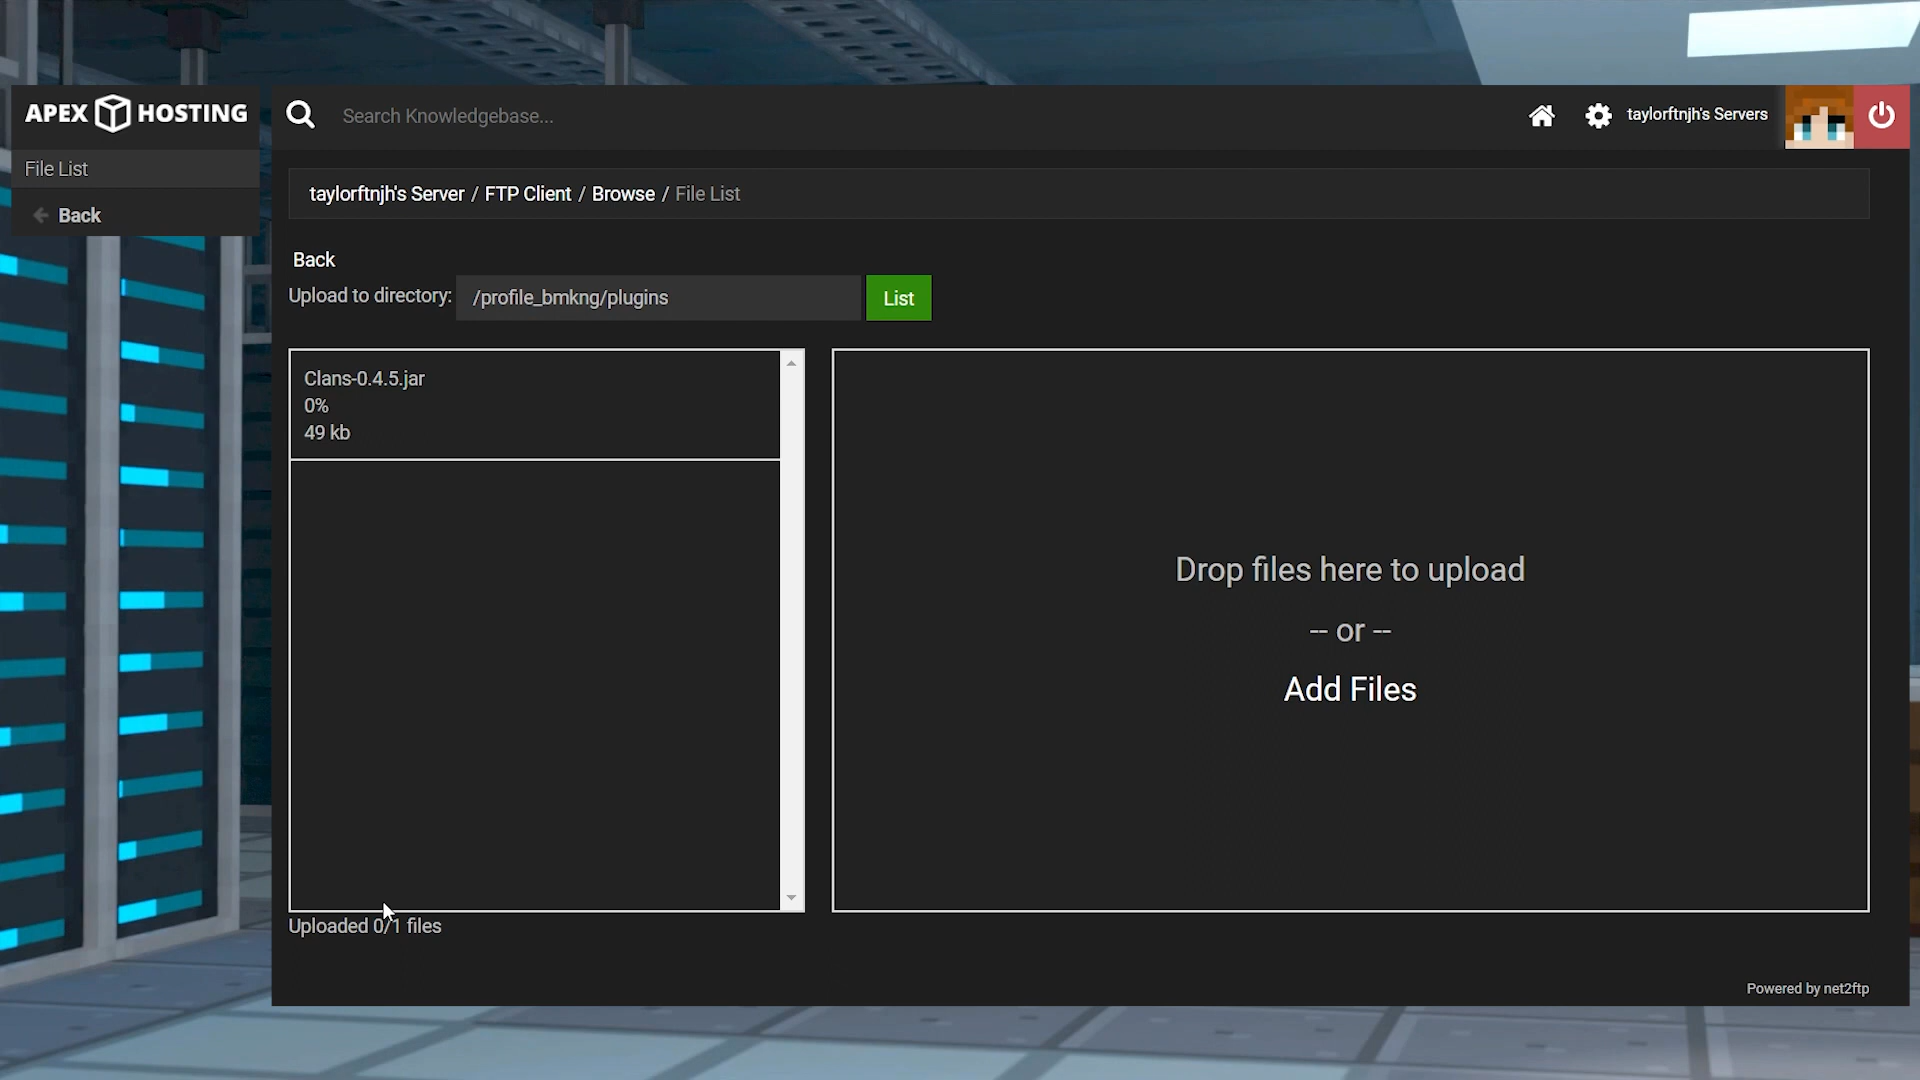 APEX HOSTING
Search Knowledgebase...
taylorftnjh's Servers
File List
Back
taylorftnjh's Server / FTP Client / Browse / File List
Back
Upload to directory: /profile_bmkng/plugins List
Clans-0.4.5.jar
0%
49 kb
Drop files here to upload
-- or --
Add Files
Uploaded 0/1 files
Powered by net2ftp